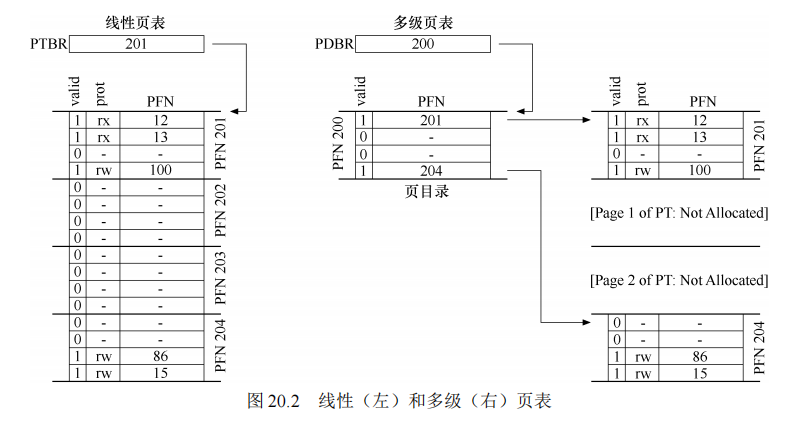 线性页表
PTBR 201
valid prot PFN
1 rx 12
1 rx 13
0 - -
1 rw 100
PFN 201
0 - -
0 - -
0 - -
0 - -
PFN 202
0 - -
0 - -
0 - -
0 - -
PFN 203
0 - -
0 - -
1 rw 86
1 rw 15
PFN 204
多级页表
PDBR 200
valid PFN
PFN 200
1 201
0 -
0 -
1 204
页目录
valid prot PFN
1 rx 12
1 rx 13
0 - -
1 rw 100
PFN 201
[Page 1 of PT: Not Allocated]
[Page 2 of PT: Not Allocated]
0 - -
0 - -
1 rw 86
1 rw 15
PFN 204
图 20.2 线性（左）和多级（右）页表